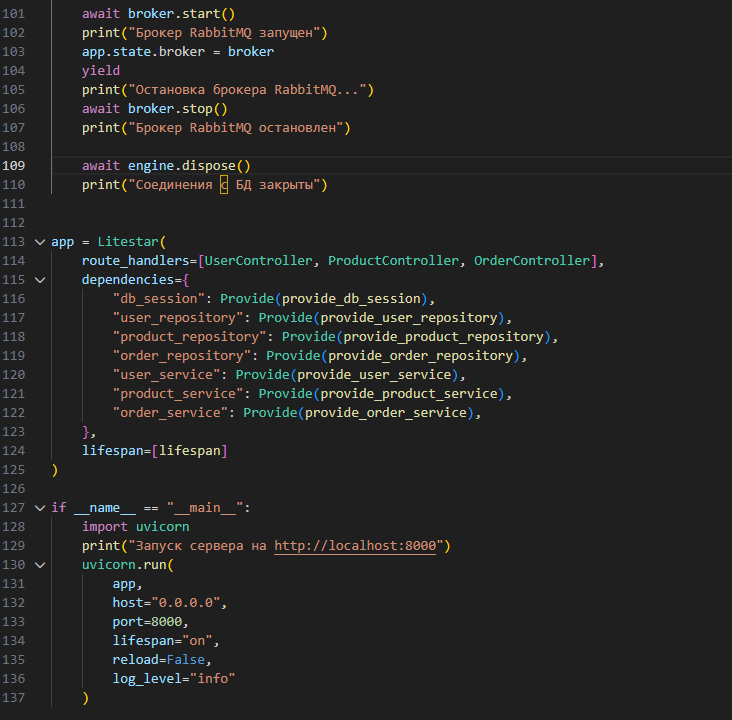 101 await broker.start()
102 print("Брокер RabbitMQ запущен")
103 app.state.broker = broker
104 yield
105 print("Остановка брокера RabbitMQ...")
106 await broker.stop()
107 print("Брокер RabbitMQ остановлен")
108
109 await engine.dispose()
110 print("Соединения с БД закрыты")
111
112
113 app = Litestar(
114 route_handlers=[UserController, ProductController, OrderController],
115 dependencies={
116 "db_session": Provide(provide_db_session),
117 "user_repository": Provide(provide_user_repository),
118 "product_repository": Provide(provide_product_repository),
119 "order_repository": Provide(provide_order_repository),
120 "user_service": Provide(provide_user_service),
121 "product_service": Provide(provide_product_service),
122 "order_service": Provide(provide_order_service),
123 },
124 lifespan=[lifespan]
125 )
126
127 if __name__ == "__main__":
128 import uvicorn
129 print("Запуск сервера на http://localhost:8000")
130 uvicorn.run(
131 app,
132 host="0.0.0.0",
133 port=8000,
134 lifespan="on",
135 reload=False,
136 log_level="info"
137 )